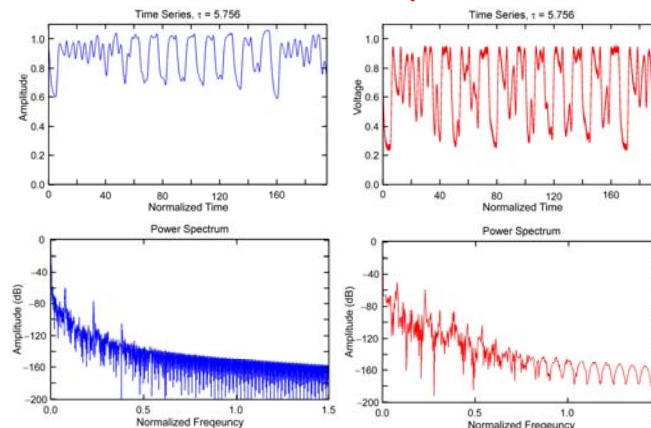 Time Series, τ = 5.756
1.0
0.8
0.6
0.4
0.2
0.0
Amplitude
0 40 80 120 160
Normalized Time
Time Series, τ = 5.756
1.0
0.8
0.6
0.4
0.2
0.0
Voltage
0 40 80 120 160
Normalized Time
Power Spectrum
0
−40
−80
−120
−160
−200
Amplitude (dB)
0.0 0.5 1.0 1.5
Normalized Freqeuncy
Power Spectrum
0
−40
−80
−120
−160
−200
Amplitude (dB)
0.0 0.5 1.0
Normalized Freqeuncy